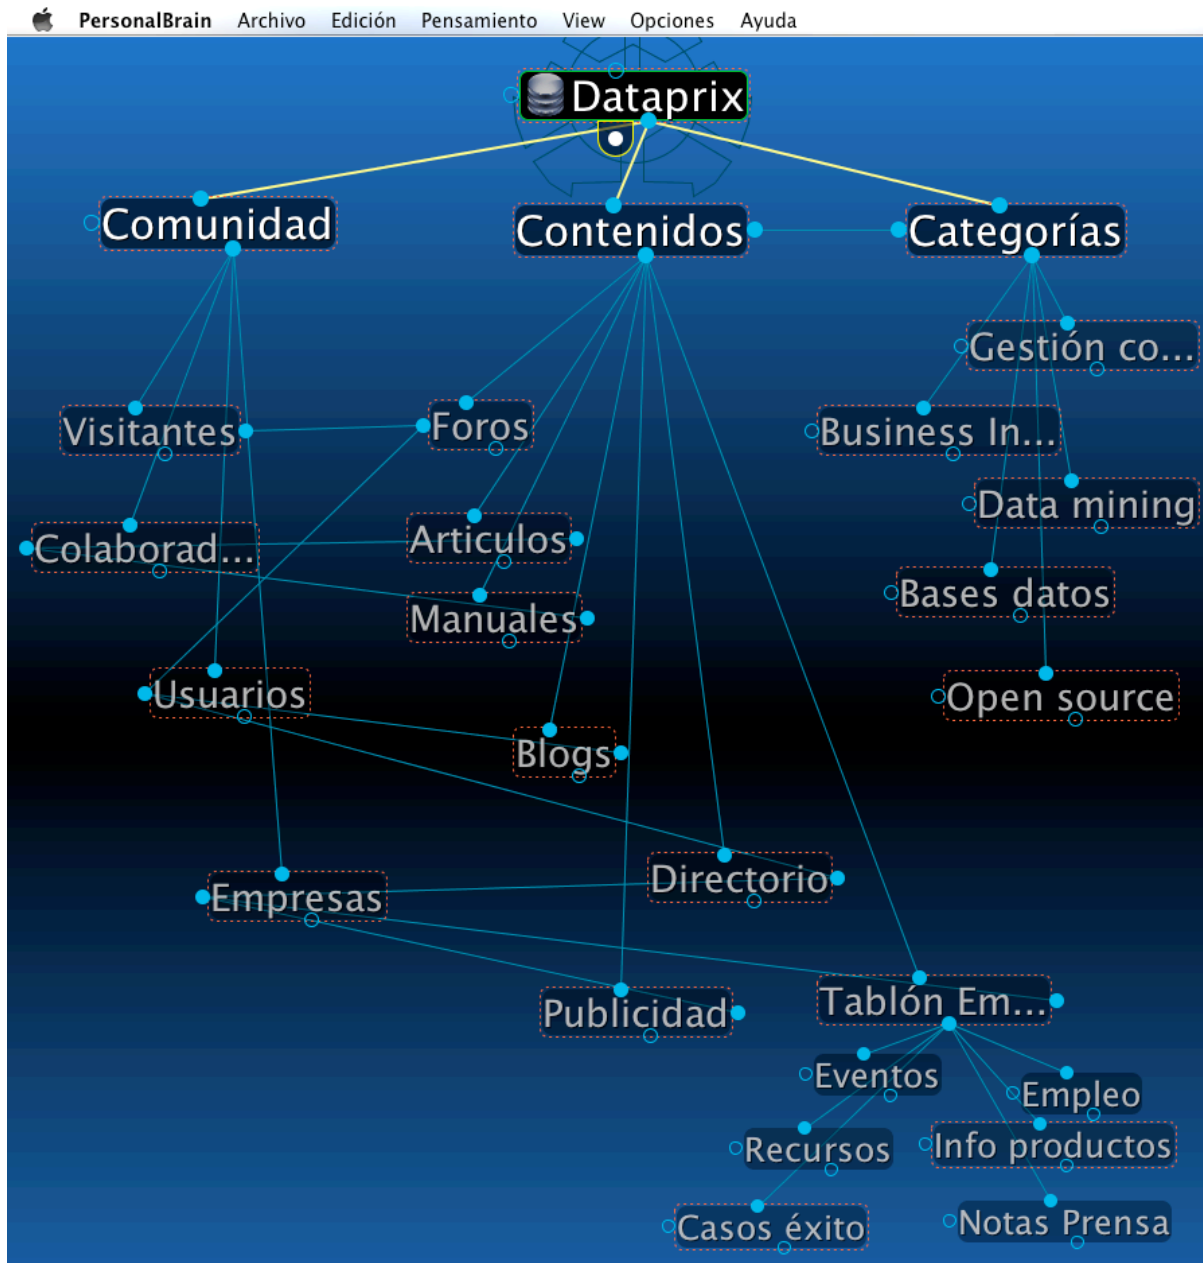 PersonalBrain Archivo Edición Pensamiento View Opciones Ayuda
Dataprix
Comunidad
Contenidos
Categorías
Gestión co...
Visitantes
Foros
Business In...
Data mining
Colaborad...
Articulos
Bases datos
Manuales
Usuarios
Open source
Blogs
Empresas
Directorio
Publicidad
Tablón Em...
Eventos
Empleo
Recursos
Info productos
Casos éxito
Notas Prensa